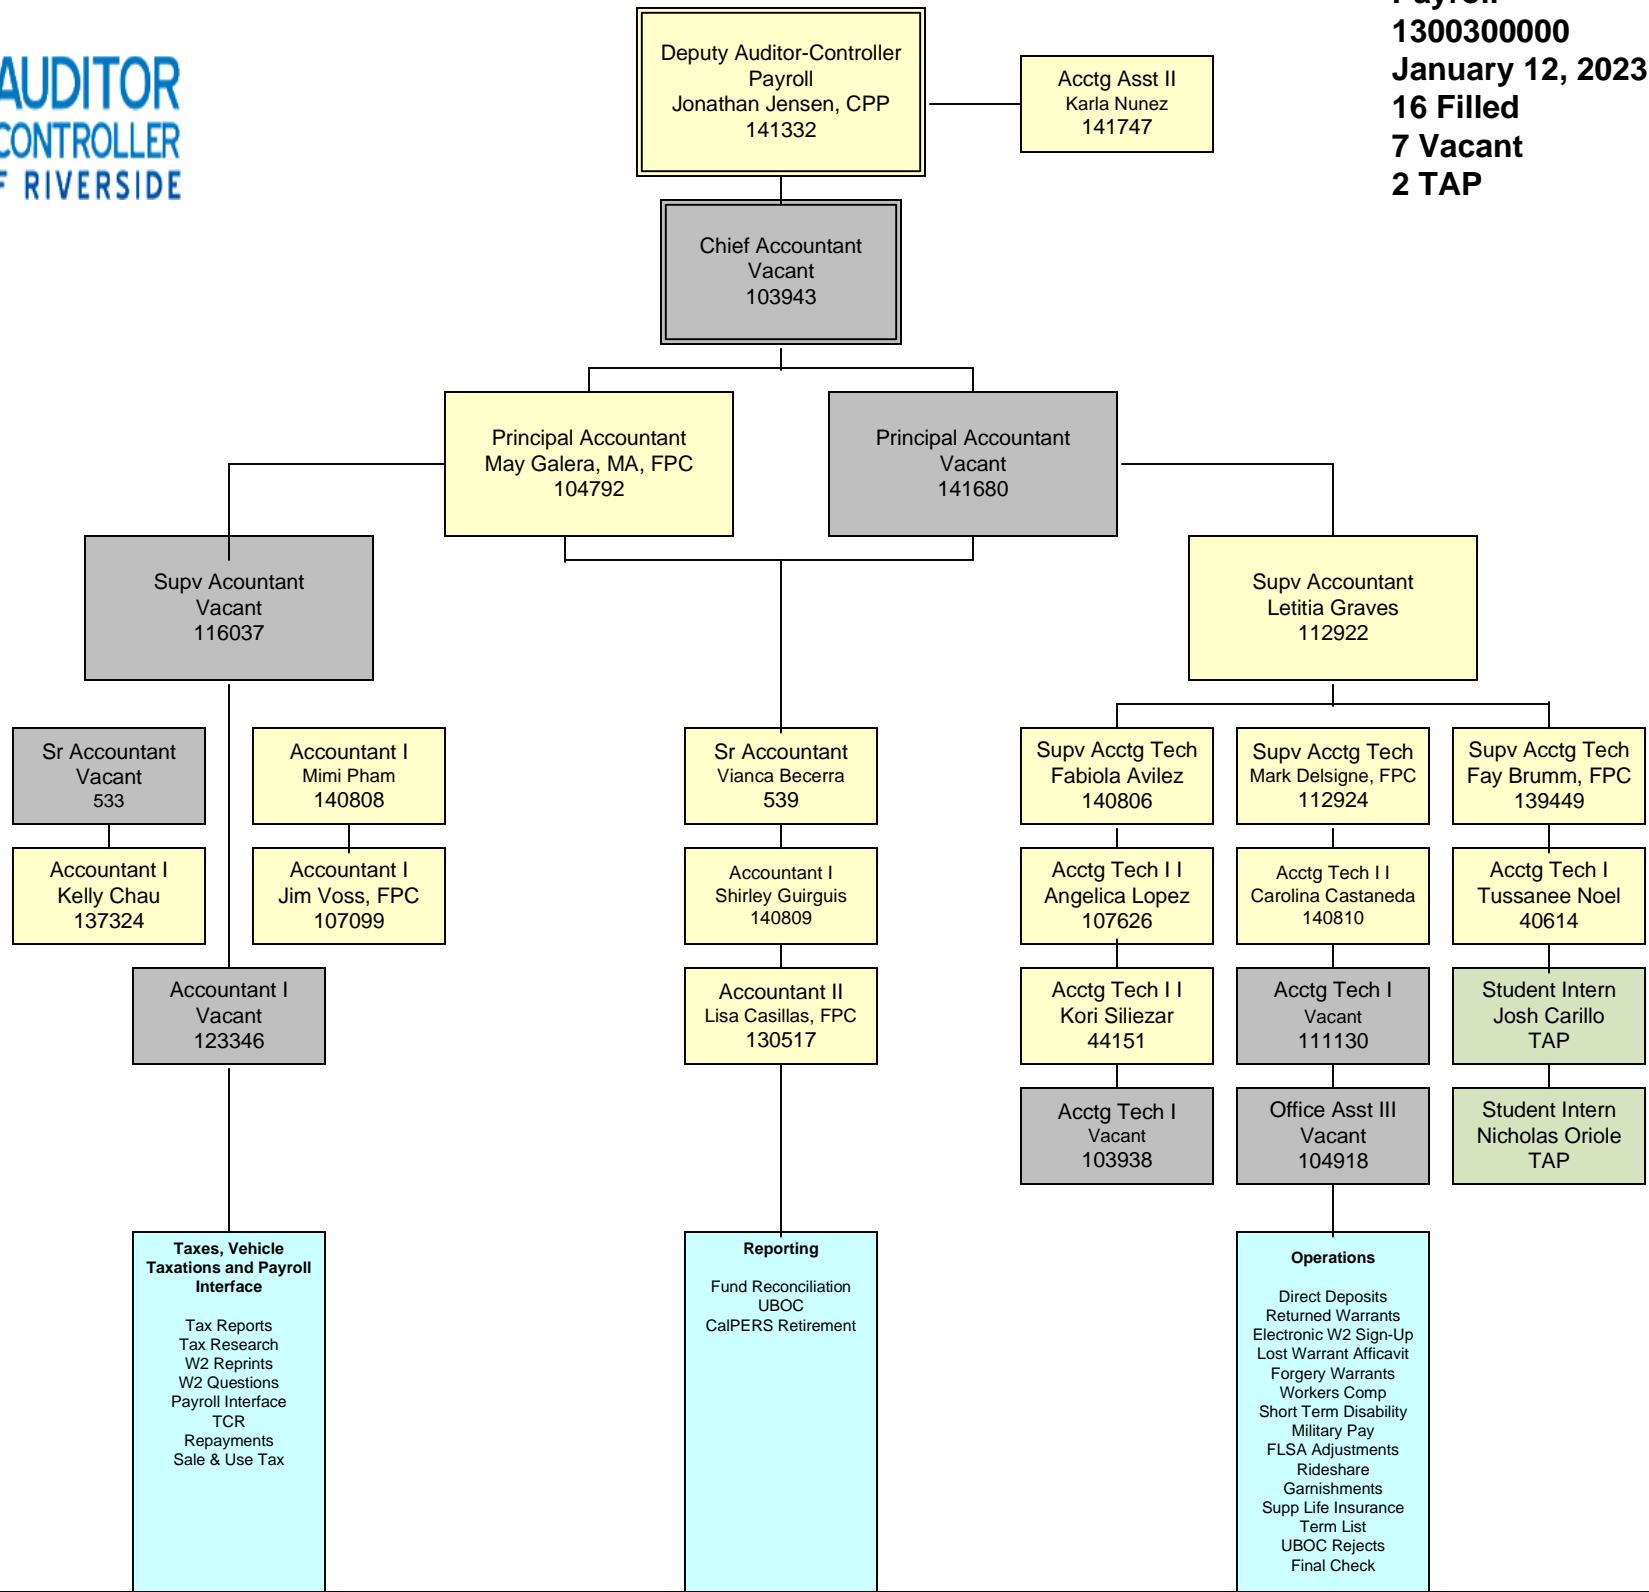 AUDITOR
CONTROLLER
F RIVERSIDE
Payroll
1300300000
January 12, 2023
16 Filled
7 Vacant
2 TAP
Deputy Auditor-Controller
Payroll
Jonathan Jensen, CPP
141332
Acctg Asst II
Karla Nunez
141747
Chief Accountant
Vacant
103943
Principal Accountant
May Galera, MA, FPC
104792
Principal Accountant
Vacant
141680
Supv Acountant
Vacant
116037
Supv Accountant
Letitia Graves
112922
Sr Accountant
Vacant
533
Accountant I
Mimi Pham
140808
Sr Accountant
Vianca Becerra
539
Supv Acctg Tech
Fabiola Avilez
140806
Supv Acctg Tech
Mark Delsigne, FPC
112924
Supv Acctg Tech
Fay Brumm, FPC
139449
Accountant I
Kelly Chau
137324
Accountant I
Jim Voss, FPC
107099
Accountant I
Shirley Guirguis
140809
Acctg Tech I I
Angelica Lopez
107626
Acctg Tech I I
Carolina Castaneda
140810
Acctg Tech I
Tussanee Noel
40614
Accountant I
Vacant
123346
Accountant II
Lisa Casillas, FPC
130517
Acctg Tech I I
Kori Siliezar
44151
Acctg Tech I
Vacant
111130
Student Intern
Josh Carillo
TAP
Acctg Tech I
Vacant
103938
Office Asst III
Vacant
104918
Student Intern
Nicholas Oriole
TAP
Taxes, Vehicle
Taxations and Payroll
Interface
Tax Reports
Tax Research
W2 Reprints
W2 Questions
Payroll Interface
TCR
Repayments
Sale & Use Tax
Reporting
Fund Reconciliation
UBOC
CalPERS Retirement
Operations
Direct Deposits
Returned Warrants
Electronic W2 Sign-Up
Lost Warrant Afficavit
Forgery Warrants
Workers Comp
Short Term Disability
Military Pay
FLSA Adjustments
Rideshare
Garnishments
Supp Life Insurance
Term List
UBOC Rejects
Final Check